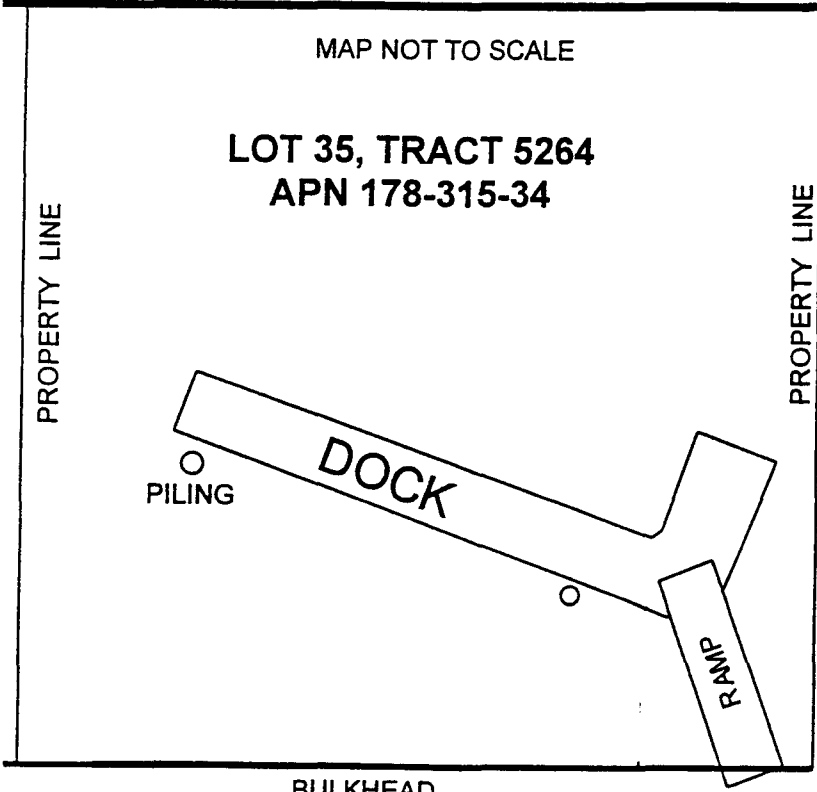 MAP NOT TO SCALE
LOT 35, TRACT 5264
APN 178-315-34
PROPERTY LINE
PROPERTY LINE
DOCK
PILING
RAMP
BULKHEAD